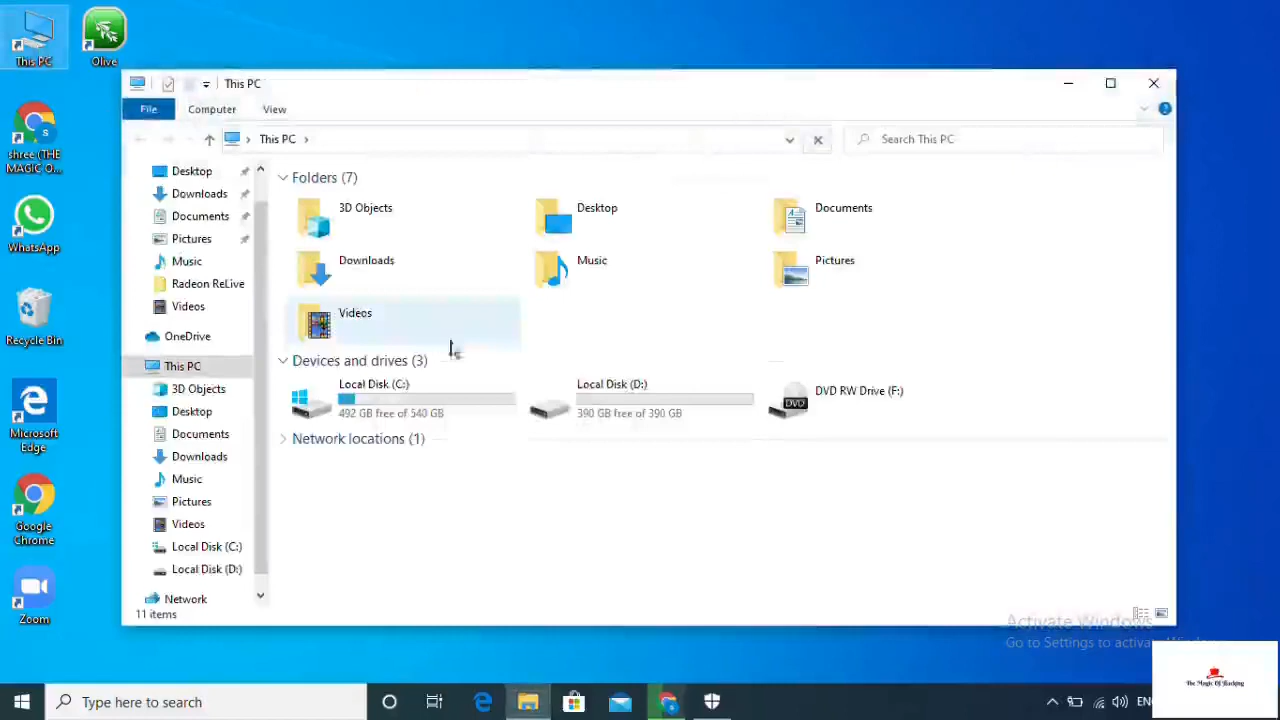 This PC
Olive
This PC
File
Computer
View
This PC
Search This PC
shree (THE MAGIC O...
WhatsApp
Recycle Bin
Microsoft Edge
Google Chrome
Zoom
Desktop
Downloads
Documents
Pictures
Music
Radeon ReLive
Videos
OneDrive
This PC
3D Objects
Desktop
Documents
Downloads
Music
Pictures
Videos
Local Disk (C:)
Local Disk (D:)
Network
Folders (7)
3D Objects
Desktop
Documents
Downloads
Music
Pictures
Videos
Devices and drives (3)
Local Disk (C:)
492 GB free of 540 GB
Local Disk (D:)
390 GB free of 390 GB
DVD RW Drive (F:)
DVD
Network locations (1)
11 items
Activate Windows
Go to Settings to activate Windows.
Type here to search
ENG
The Magic Of Hacking